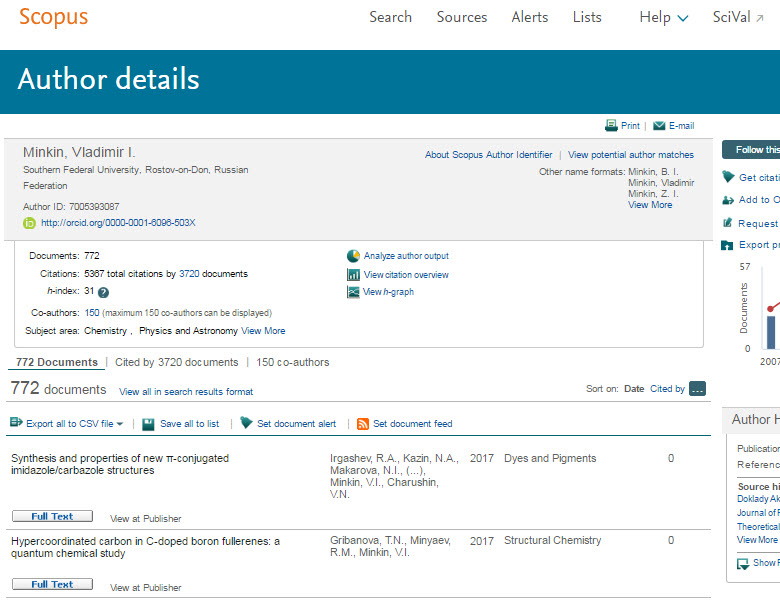 Scopus
Search Sources Alerts Lists Help SciVal
Author details
Print | E-mail
Minkin, Vladimir I.
Southern Federal University, Rostov-on-Don, Russian
Federation
Author ID: 7005393087
http://orcid.org/0000-0001-6096-503X
About Scopus Author Identifier | View potential author matches
Other name formats: Minkin, B. I.
Minkin, Vladimir
Minkin, Z. I.
View More
Follow this
Get citati
Add to O
Request
Export pr
Documents: 772
Citations: 5367 total citations by 3720 documents
h-index: 31 ?
Co-authors: 150 (maximum 150 co-authors can be displayed)
Subject area: Chemistry , Physics and Astronomy View More
Analyze author output
View citation overview
View h-graph
57
Documents
0
2007
772 Documents | Cited by 3720 documents | 150 co-authors
772 documents View all in search results format
Sort on: Date Cited by ...
Export all to CSV file | Save all to list | Set document alert | Set document feed
Synthesis and properties of new π-conjugated
imidazole/carbazole structures
Irgashev, R.A., Kazin, N.A.,
Makarova, N.I., (...),
Minkin, V.I., Charushin,
V.N.
2017 Dyes and Pigments 0
Full Text View at Publisher
Hypercoordinated carbon in C-doped boron fullerenes: a
quantum chemical study
Gribanova, T.N., Minyaev,
R.M., Minkin, V.I.
2017 Structural Chemistry 0
Full Text View at Publisher
Author H
Publication
Referenc
Source hi
Doklady Ak
Journal of F
Theoretical
View More
Show F